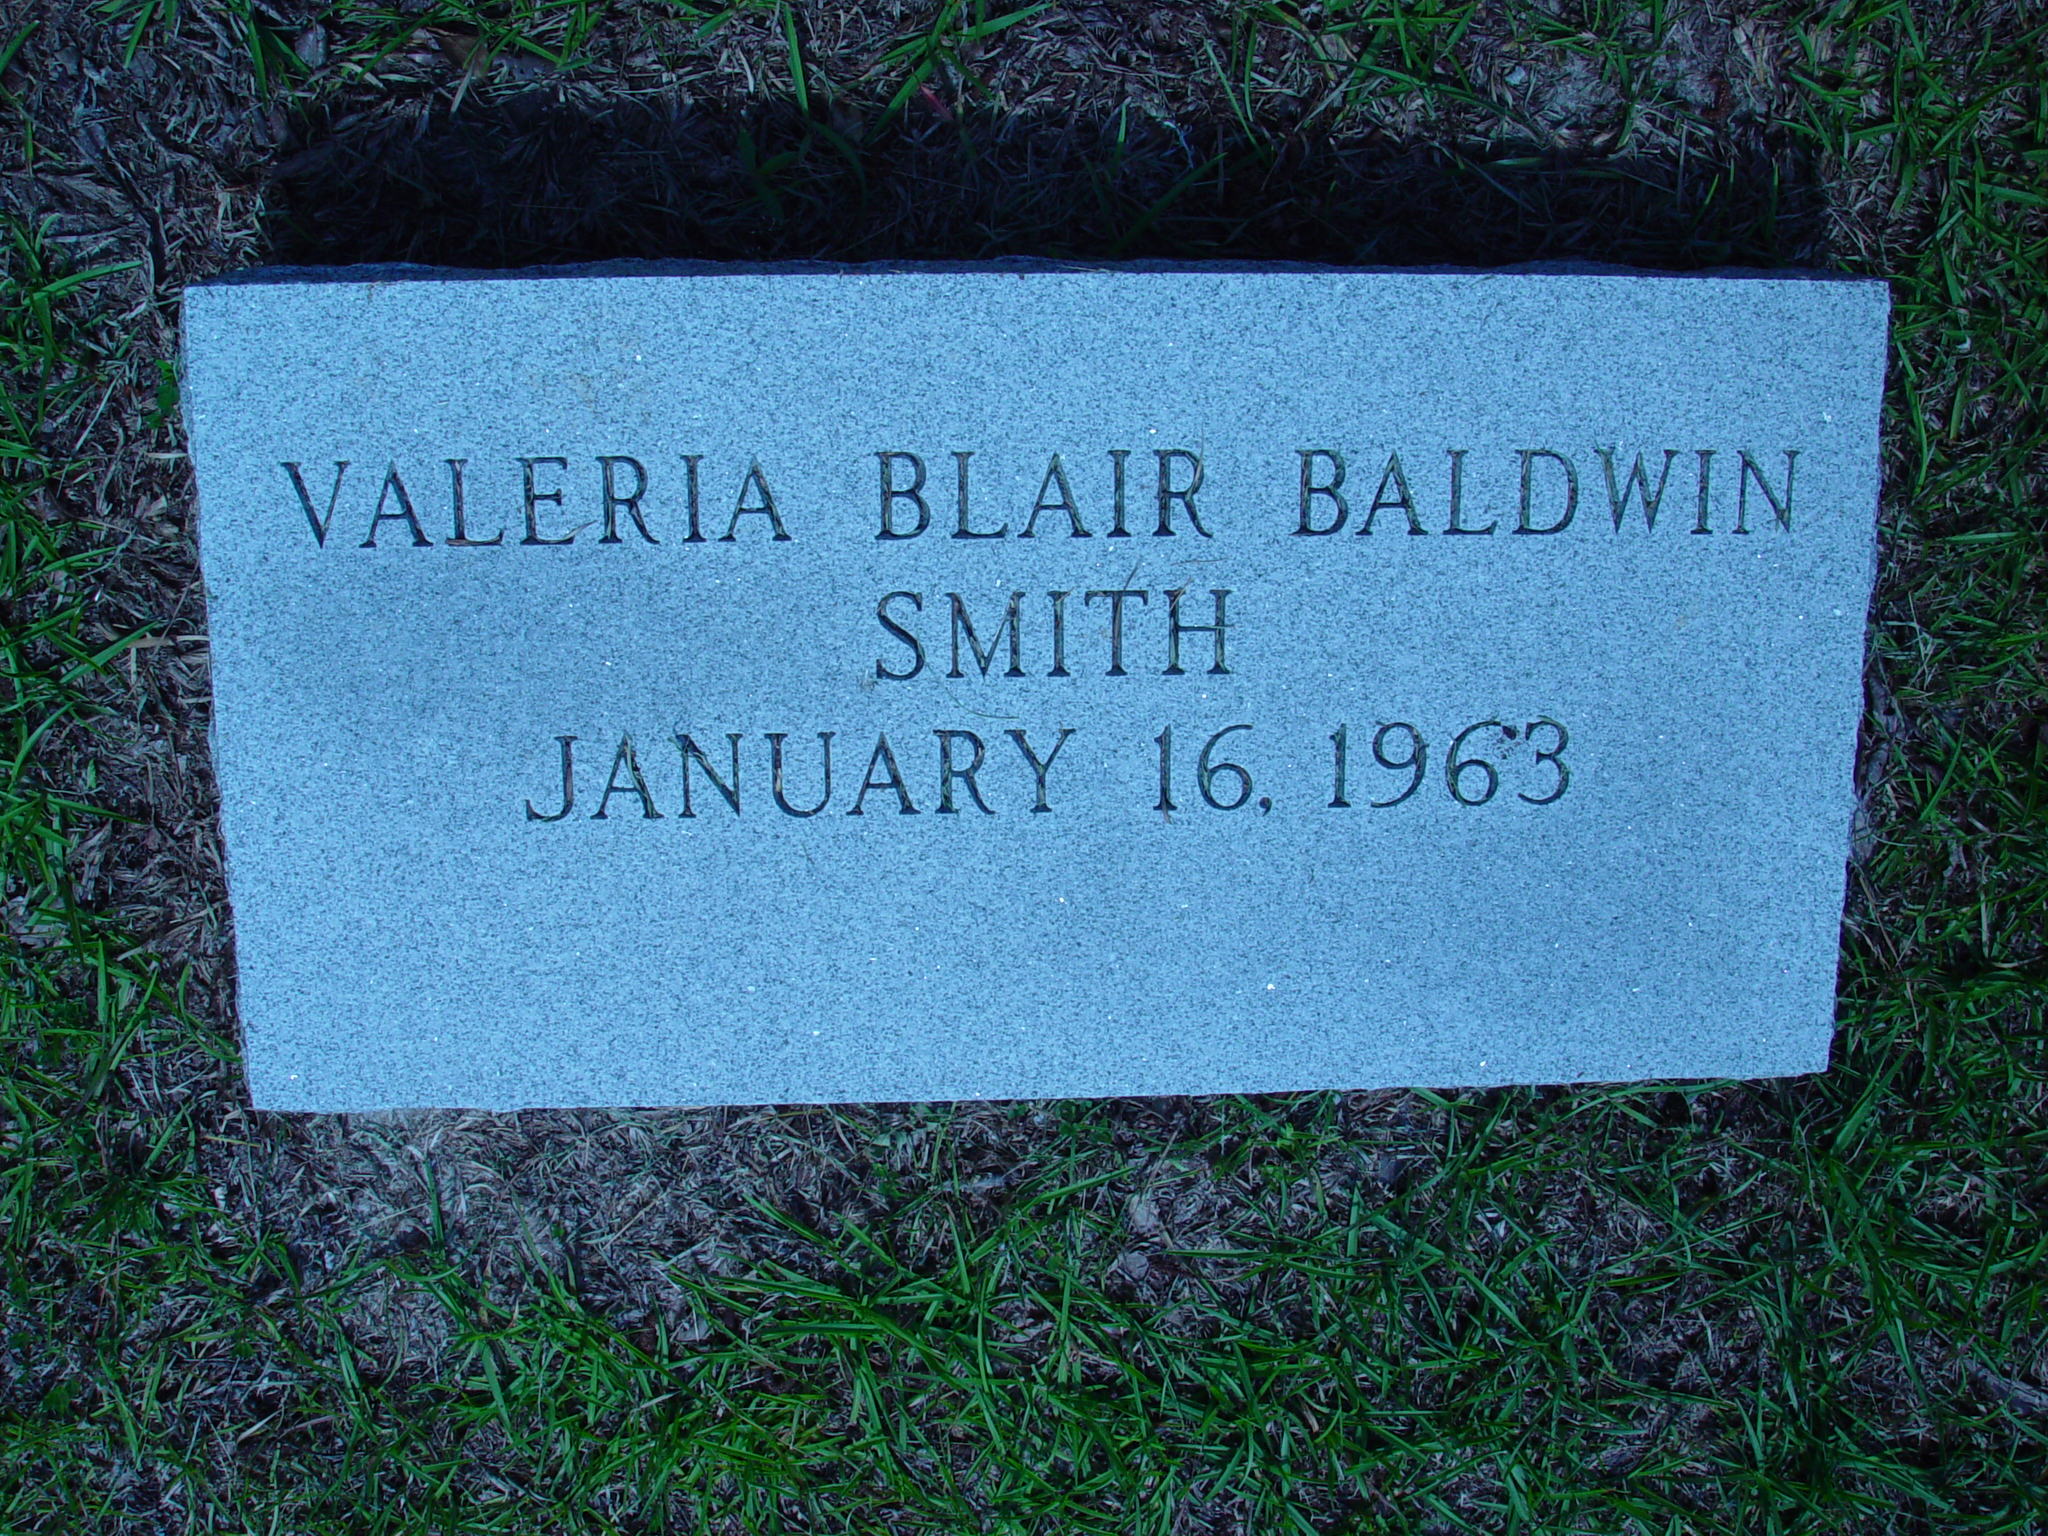 VALERIA BLAIR BALDWIN
SMITH
JANUARY 16, 1963